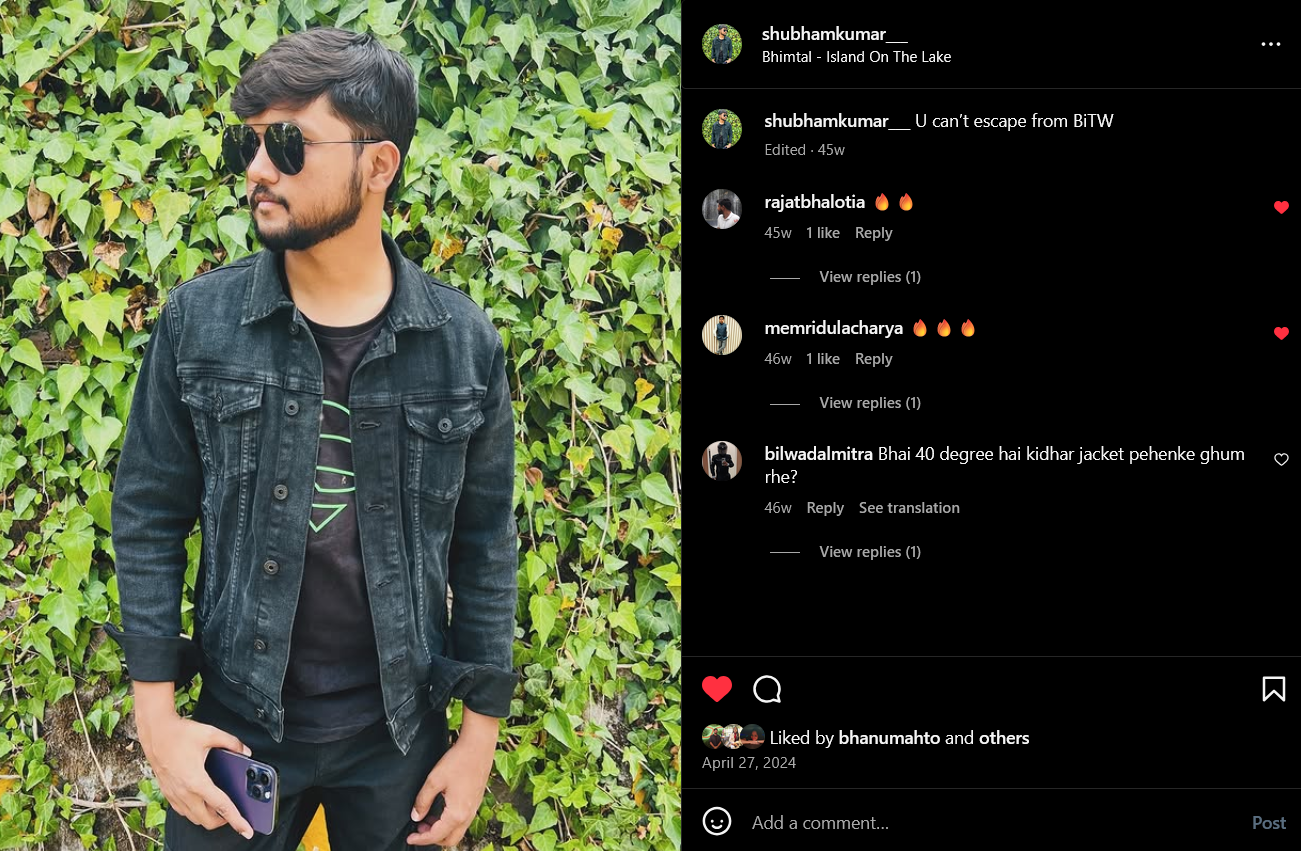 shubhamkumar___
Bhimtal - Island On The Lake
shubhamkumar___ U can’t escape from BiTW
Edited · 45w
rajatbhalotia 🔥🔥
45w 1 like Reply
View replies (1)
memridulacharya 🔥🔥🔥
46w 1 like Reply
View replies (1)
bilwadalmitra Bhai 40 degree hai kidhar jacket pehenke ghum
rhe?
46w Reply See translation
View replies (1)
Liked by bhanumahto and others
April 27, 2024
Add a comment...
Post